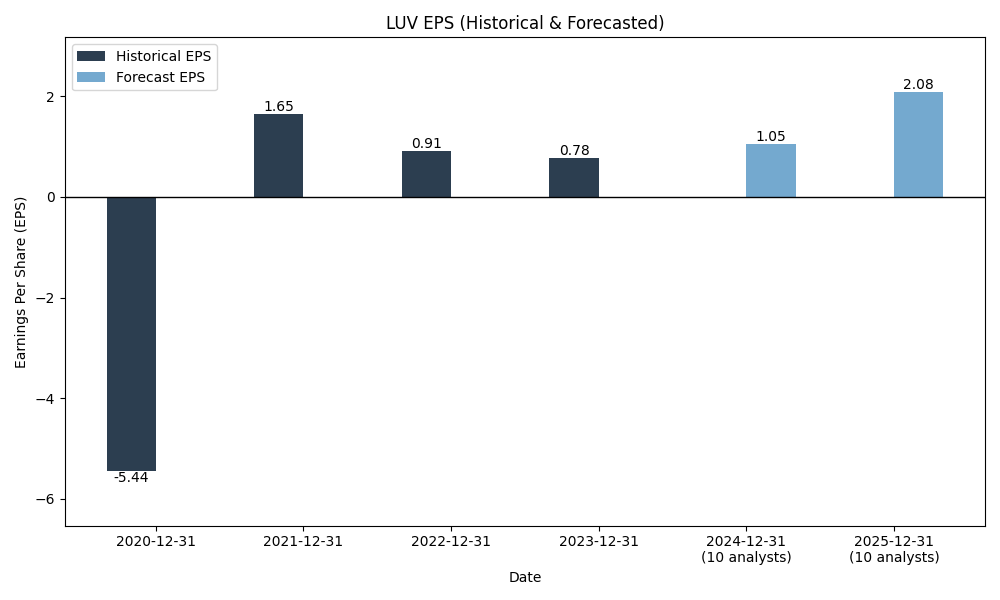 LUV EPS (Historical & Forecasted)
Historical EPS
Forecast EPS
Earnings Per Share (EPS)
2
0
−2
−4
−6
-5.44
1.65
0.91
0.78
1.05
2.08
2020-12-31
2021-12-31
2022-12-31
2023-12-31
2024-12-31
(10 analysts)
2025-12-31
(10 analysts)
Date